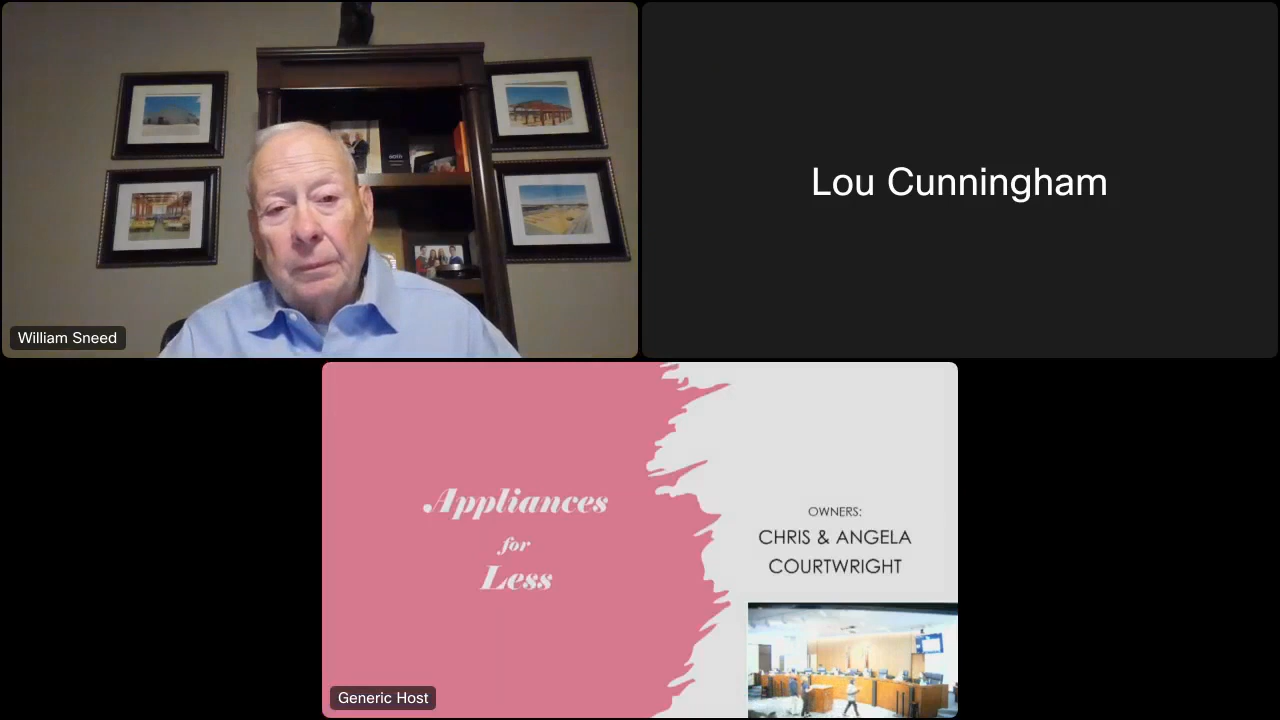 William Sneed
Lou Cunningham
Appliances
for
Less
OWNERS:
CHRIS & ANGELA
COURTWRIGHT
Generic Host